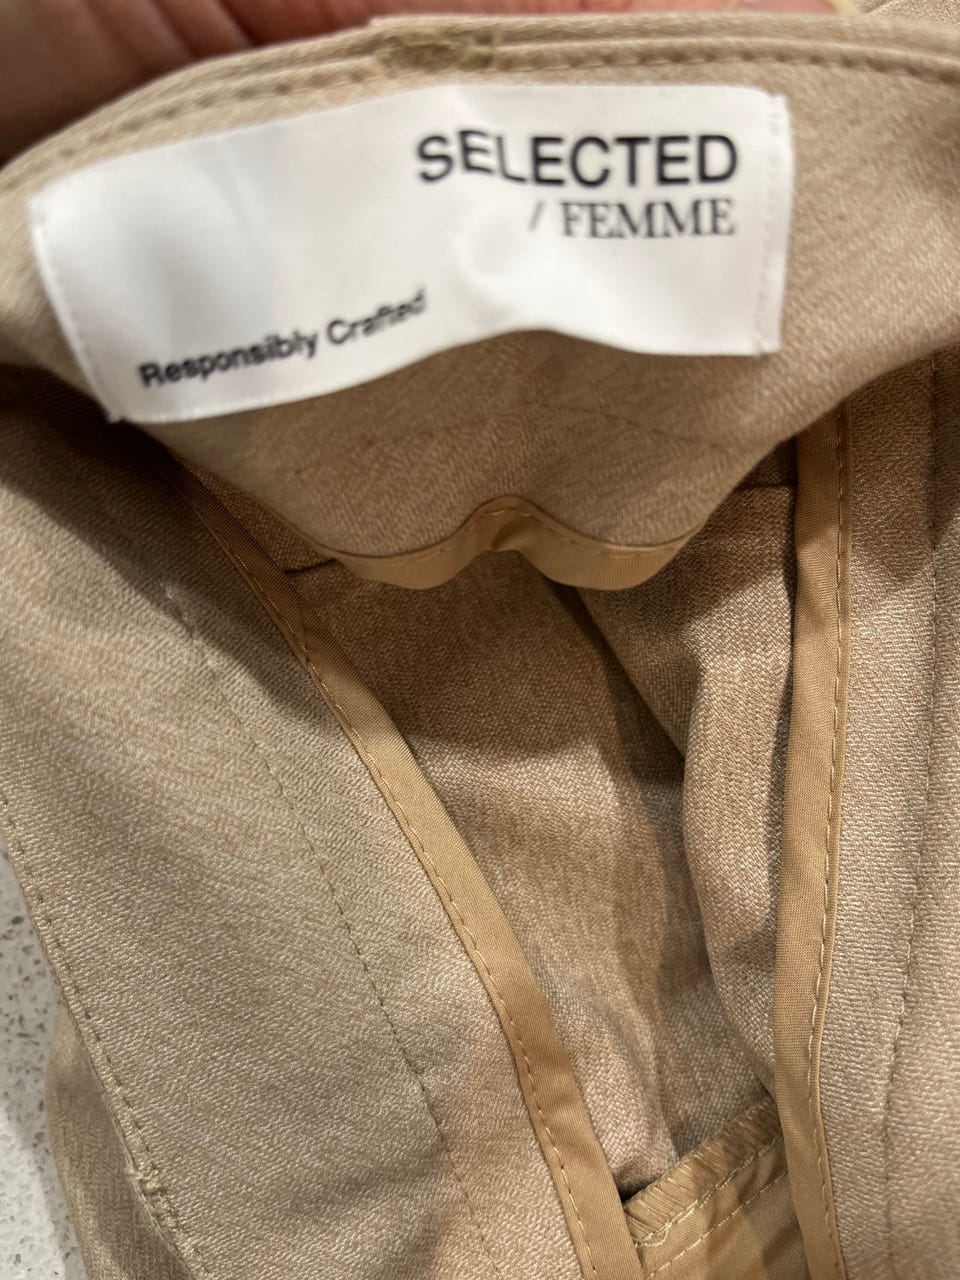 SELECTED
/ FEMME
Responsibly Crafted